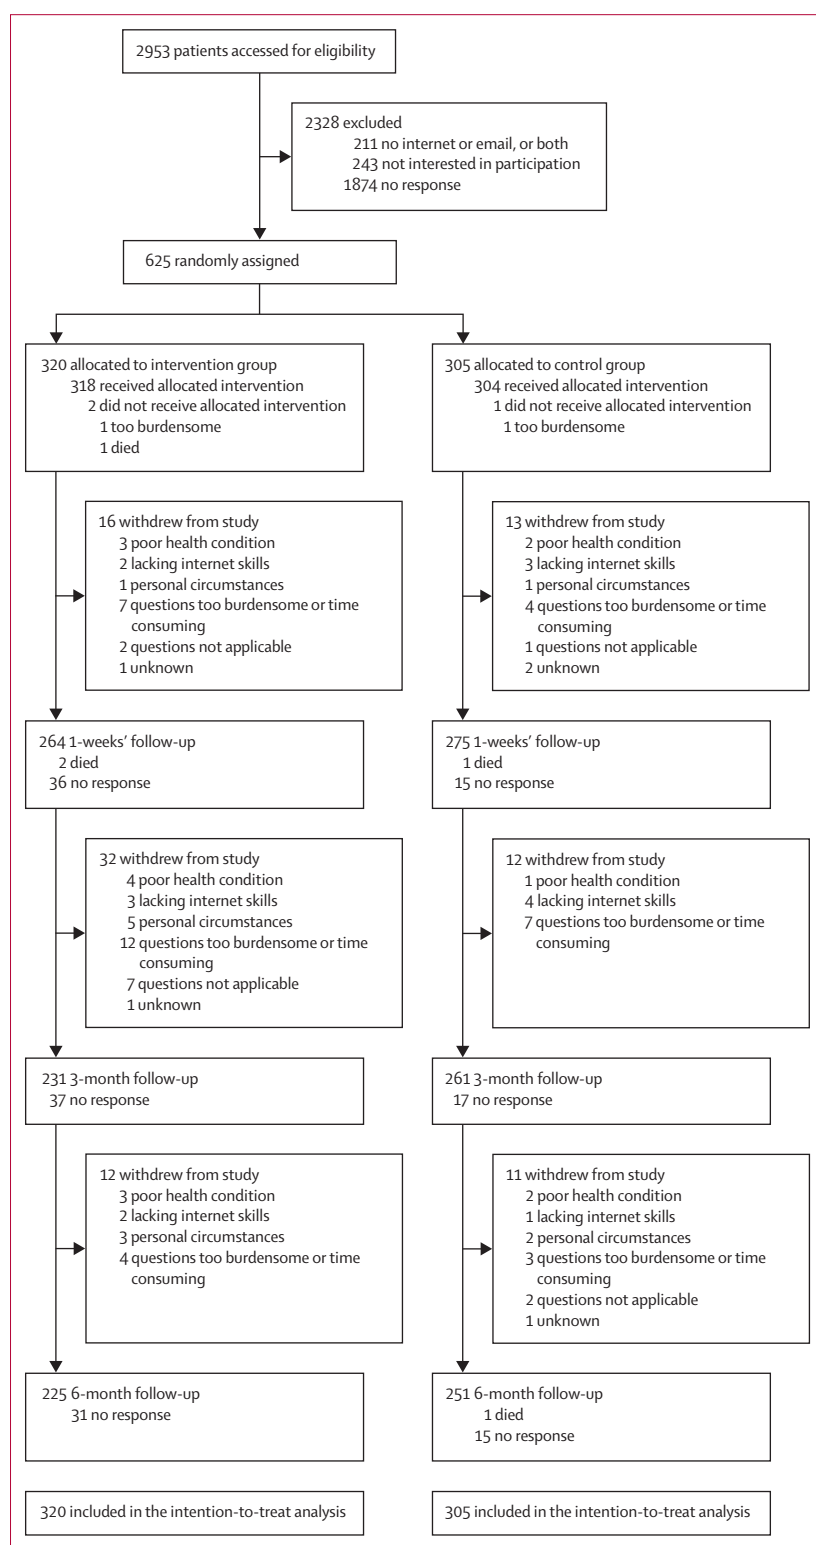 2953 patients accessed for eligibility
2328 excluded
211 no internet or email, or both
243 not interested in participation
1874 no response
625 randomly assigned
320 allocated to intervention group
318 received allocated intervention
2 did not receive allocated intervention
1 too burdensome
1 died
305 allocated to control group
304 received allocated intervention
1 did not receive allocated intervention
1 too burdensome
16 withdrew from study
3 poor health condition
2 lacking internet skills
1 personal circumstances
7 questions too burdensome or time
consuming
2 questions not applicable
1 unknown
13 withdrew from study
2 poor health condition
3 lacking internet skills
1 personal circumstances
4 questions too burdensome or time
consuming
1 questions not applicable
2 unknown
264 1-weeks’ follow-up
2 died
36 no response
275 1-weeks’ follow-up
1 died
15 no response
32 withdrew from study
4 poor health condition
3 lacking internet skills
5 personal circumstances
12 questions too burdensome or time
consuming
7 questions not applicable
1 unknown
12 withdrew from study
1 poor health condition
4 lacking internet skills
7 questions too burdensome or time
consuming
231 3-month follow-up
37 no response
261 3-month follow-up
17 no response
12 withdrew from study
3 poor health condition
2 lacking internet skills
3 personal circumstances
4 questions too burdensome or time
consuming
11 withdrew from study
2 poor health condition
1 lacking internet skills
2 personal circumstances
3 questions too burdensome or time
consuming
2 questions not applicable
1 unknown
225 6-month follow-up
31 no response
251 6-month follow-up
1 died
15 no response
320 included in the intention-to-treat analysis
305 included in the intention-to-treat analysis